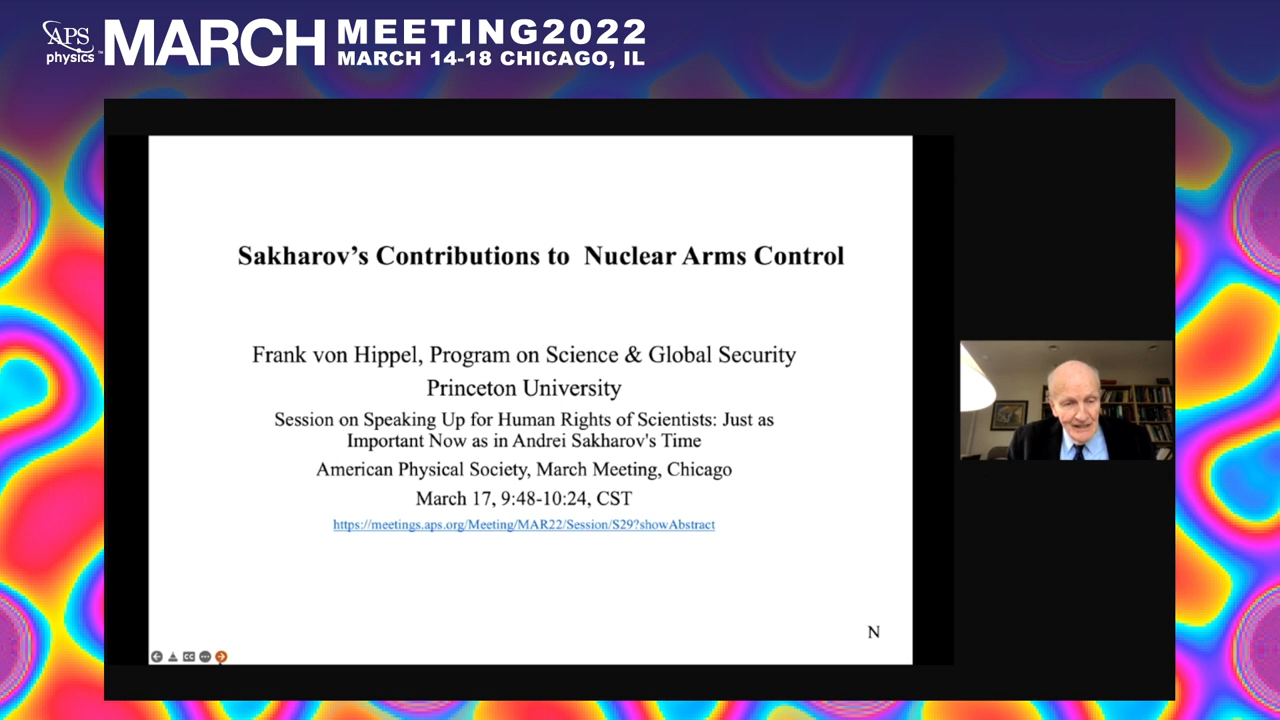 APS
physics
MARCH
MEETING2022
MARCH 14-18 CHICAGO, IL
Sakharov's Contributions to Nuclear Arms Control
Frank von Hippel, Program on Science & Global Security
Princeton University
Session on Speaking Up for Human Rights of Scientists: Just as
Important Now as in Andrei Sakharov's Time
American Physical Society, March Meeting, Chicago
March 17, 9:48-10:24, CST
https://meetings.aps.org/Meeting/MAR22/Session/S29?showAbstract
N
CC